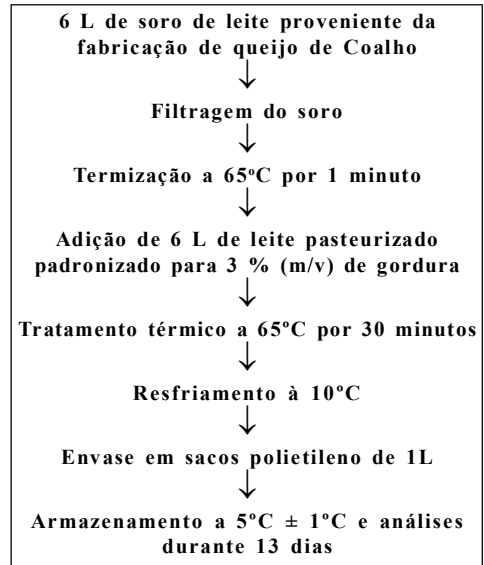 6 L de soro de leite proveniente da
fabricação de queijo de Coalho
↓
Filtragem do soro
↓
Termização a 65ºC por 1 minuto
↓
Adição de 6 L de leite pasteurizado
padronizado para 3 % (m/v) de gordura
↓
Tratamento térmico a 65ºC por 30 minutos
↓
Resfriamento à 10ºC
↓
Envase em sacos polietileno de 1L
↓
Armazenamento a 5ºC ± 1ºC e análises
durante 13 dias